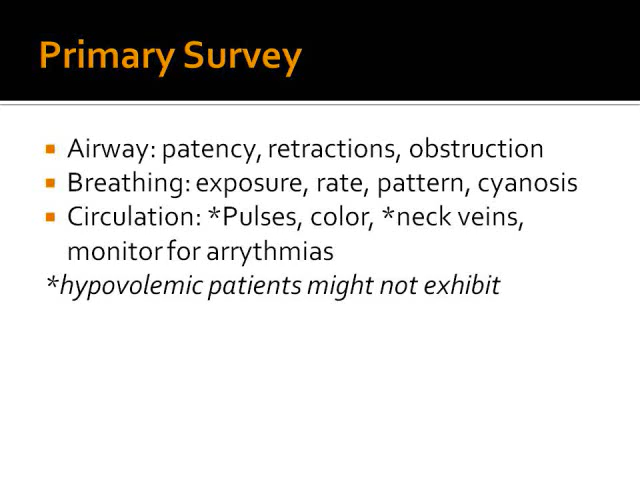 Primary Survey
Airway: patency, retractions, obstruction
Breathing: exposure, rate, pattern, cyanosis
Circulation: *Pulses, color, *neck veins,
monitor for arrythmias
*hypovolemic patients might not exhibit